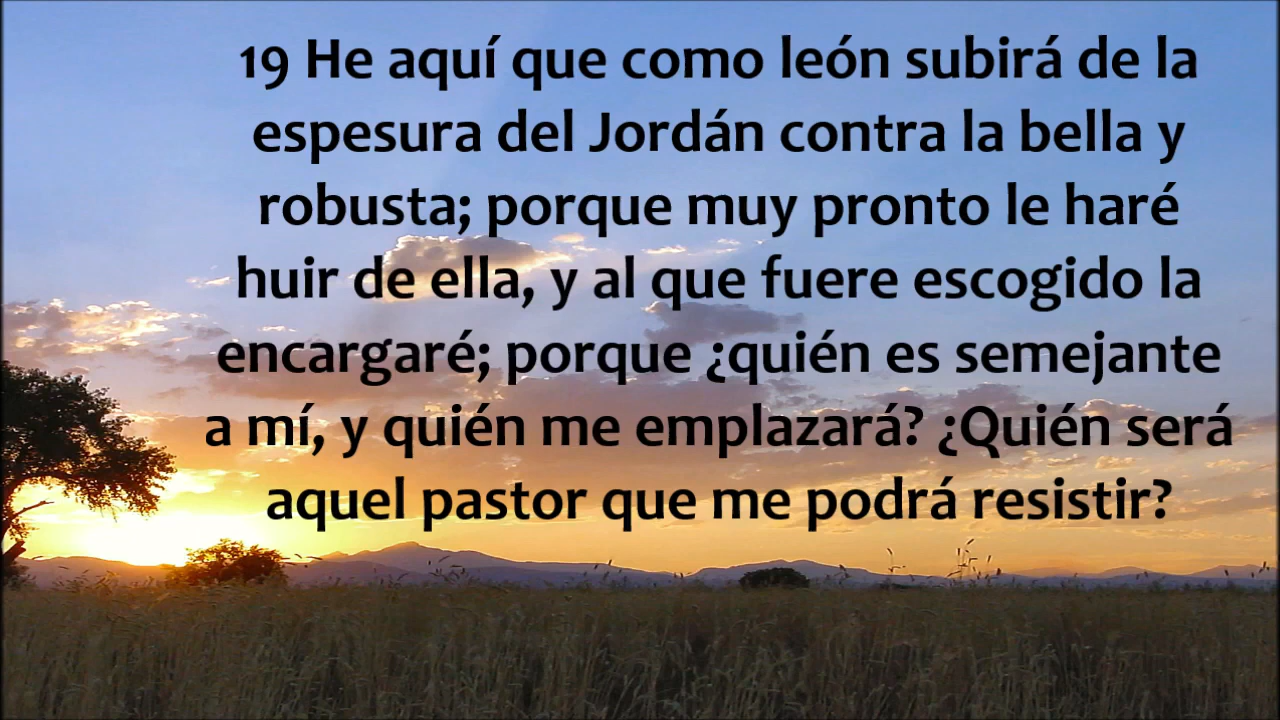 19 He aquí que como león subirá de la
espesura del Jordán contra la bella y
robusta; porque muy pronto le haré
huir de ella, y al que fuere escogido la
encargaré; porque ¿quién es semejante
a mí, y quién me emplazará? ¿Quién será
aquel pastor que me podrá resistir?